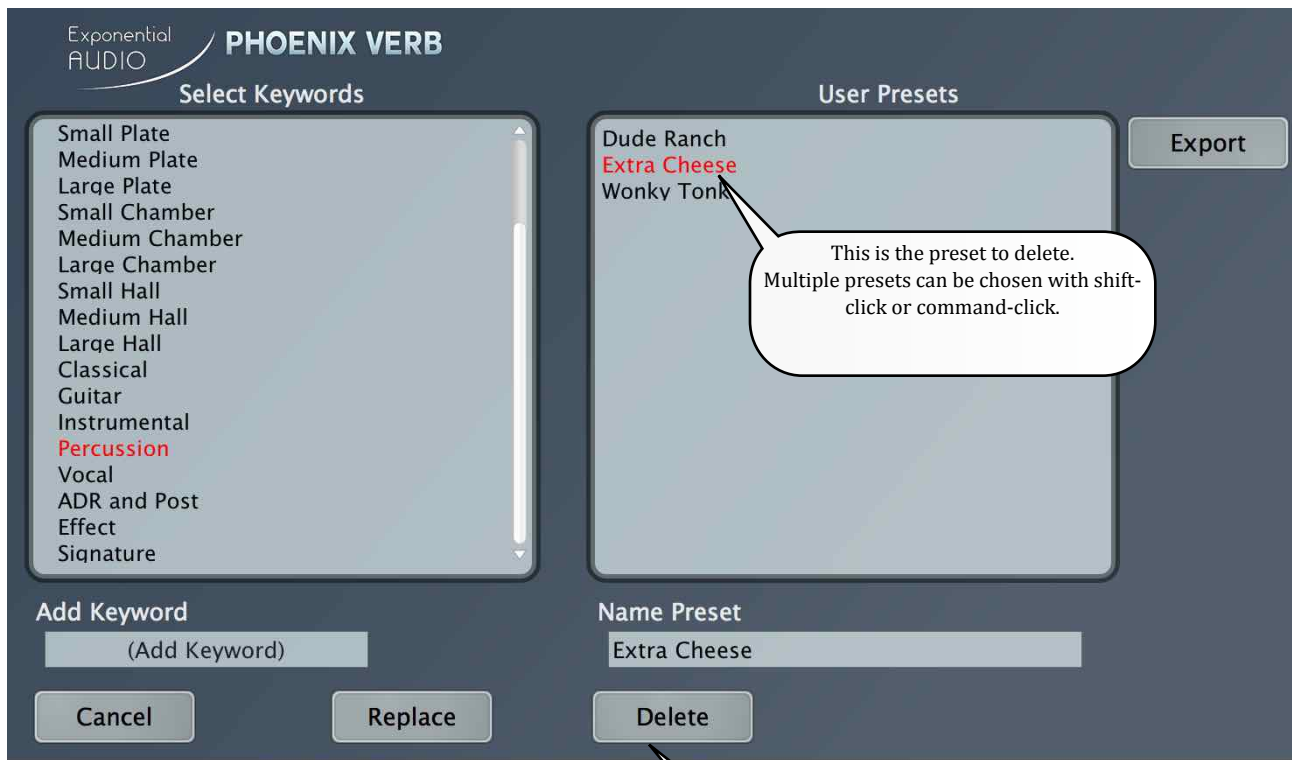 Exponential
AUDIO
PHOENIX VERB
Select Keywords
Small Plate
Medium Plate
Large Plate
Small Chamber
Medium Chamber
Large Chamber
Small Hall
Medium Hall
Large Hall
Classical
Guitar
Instrumental
Percussion
Vocal
ADR and Post
Effect
Signature
Add Keyword
(Add Keyword)
Cancel
Replace
User Presets
Dude Ranch
Extra Cheese
Wonky Tonk
Export
This is the preset to delete.
Multiple presets can be chosen with shift-
click or command-click.
Name Preset
Extra Cheese
Delete